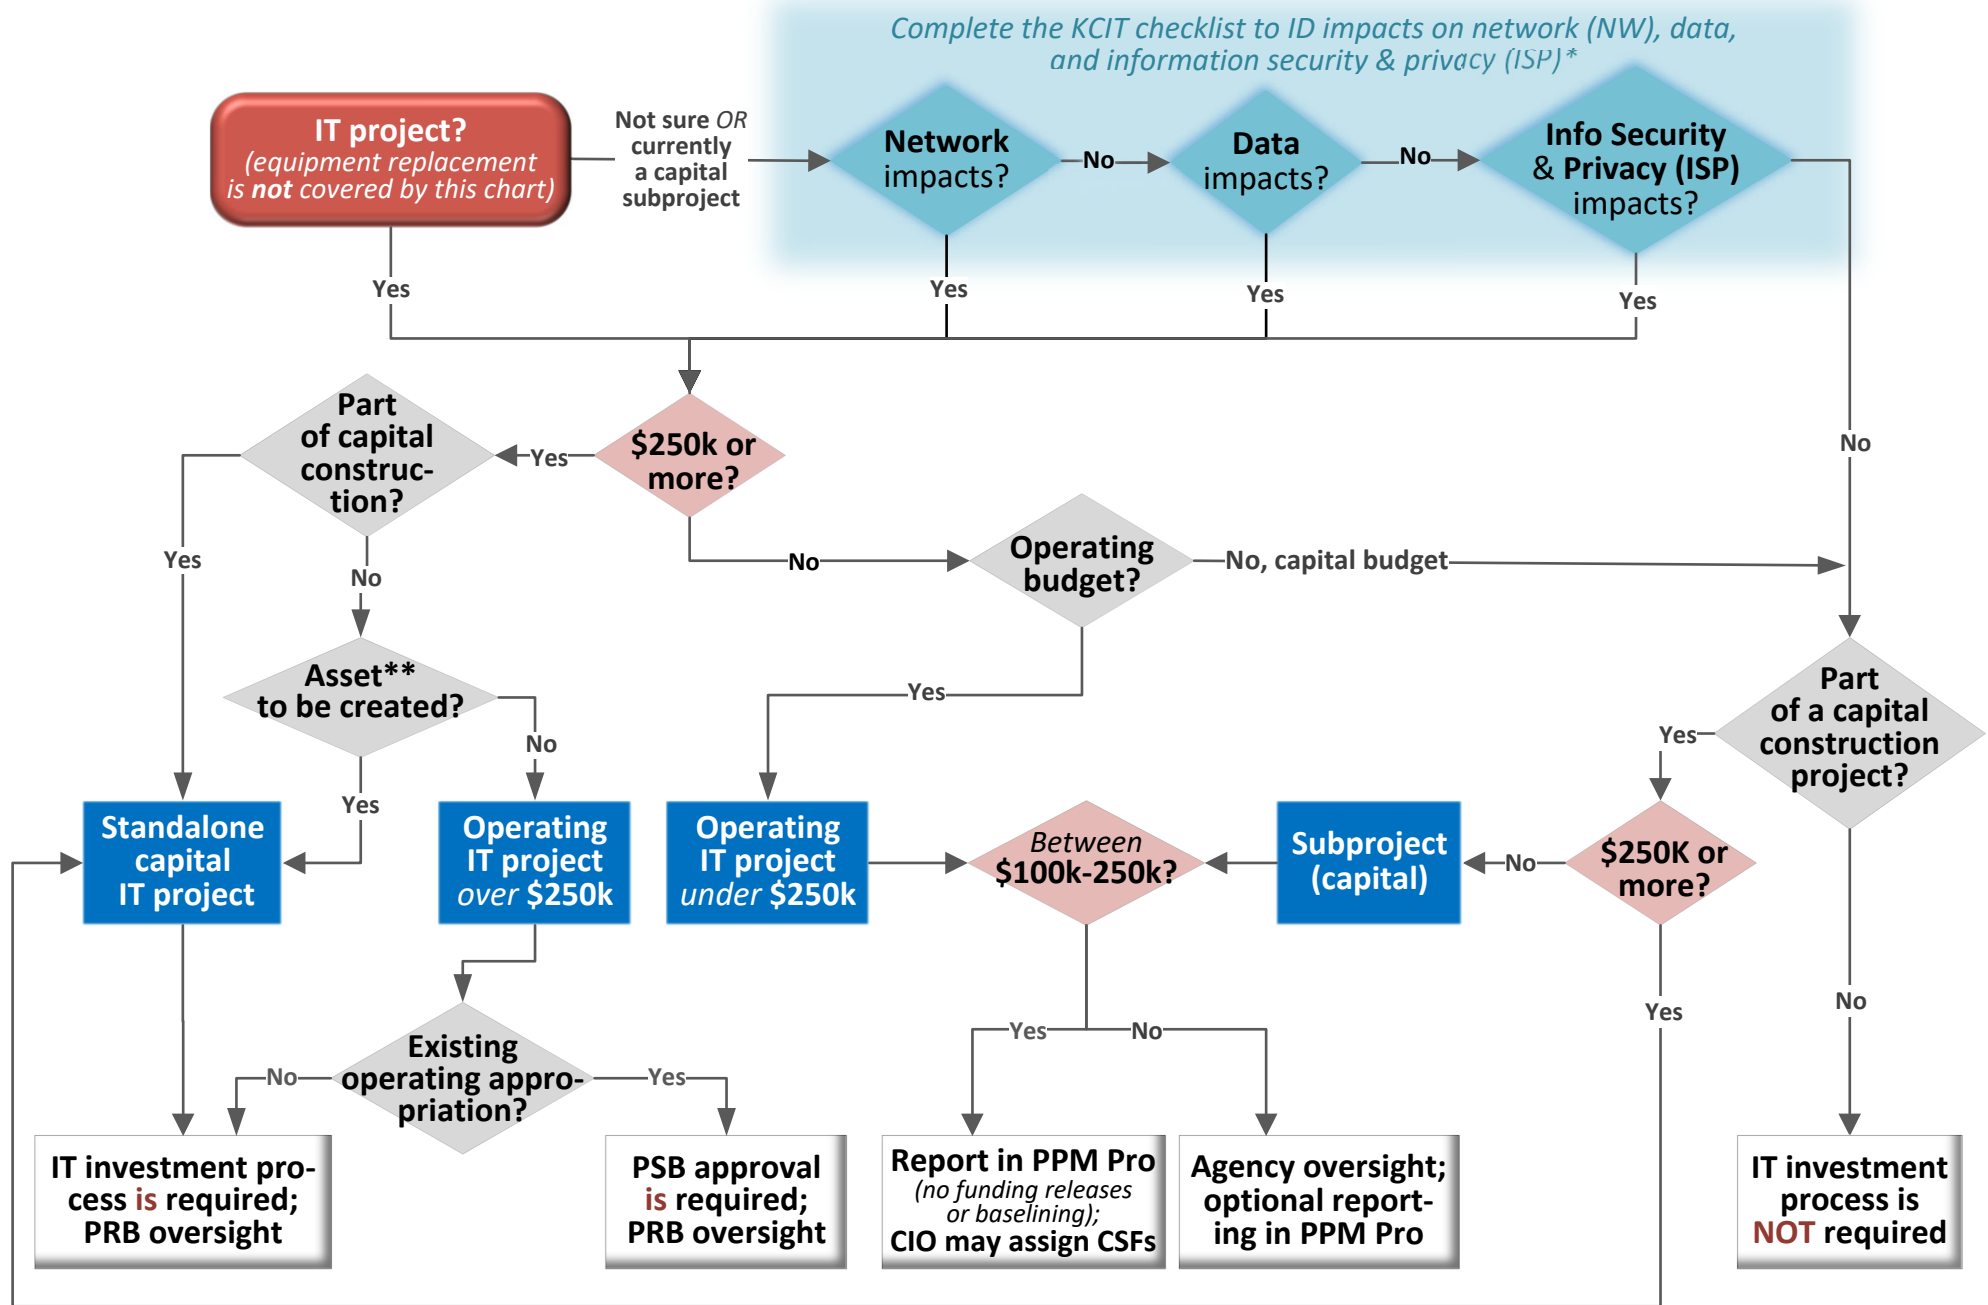 Complete the KCIT checklist to ID impacts on network (NW), data,
and information security & privacy (ISP)*
IT project?
(equipment replacement
is not covered by this chart)
Not sure OR
currently
a capital
subproject
Network
impacts?
No
Data
impacts?
No
Info Security
& Privacy (ISP)
impacts?
Yes
Yes
Yes
Yes
No
Part
of capital
construc-
tion?
Yes
$250k or
more?
Yes
No
No
Operating
budget?
No, capital budget
Asset**
to be created?
Yes
No
Yes
Part
of a capital
construction
project?
Yes
Standalone
capital
IT project
Operating
IT project
over $250k
Operating
IT project
under $250k
Between
$100k-250k?
Subproject
(capital)
No
$250K or
more?
Yes
No
Existing
operating appro-
priation?
No
Yes
Yes
No
IT investment pro-
cess is required;
PRB oversight
PSB approval
is required;
PRB oversight
Report in PPM Pro
(no funding releases
or baselining);
CIO may assign CSFs
Agency oversight;
optional report-
ing in PPM Pro
IT investment
process is
NOT required